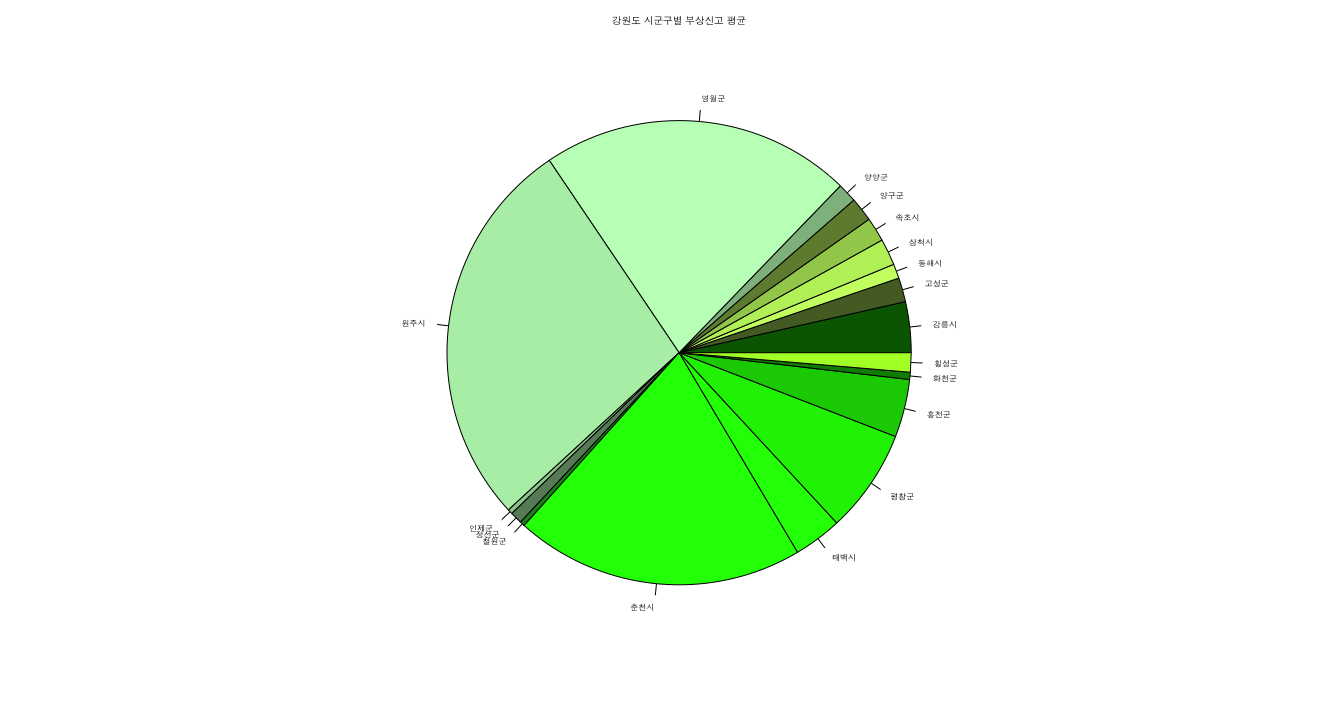 강원도 시군구별 부상신고 평균
영월군
양양군
양구군
속초시
삼척시
동해시
고성군
강릉시
횡성군
화천군
홍천군
평창군
태백시
춘천시
철원군
정선군
인제군
원주시